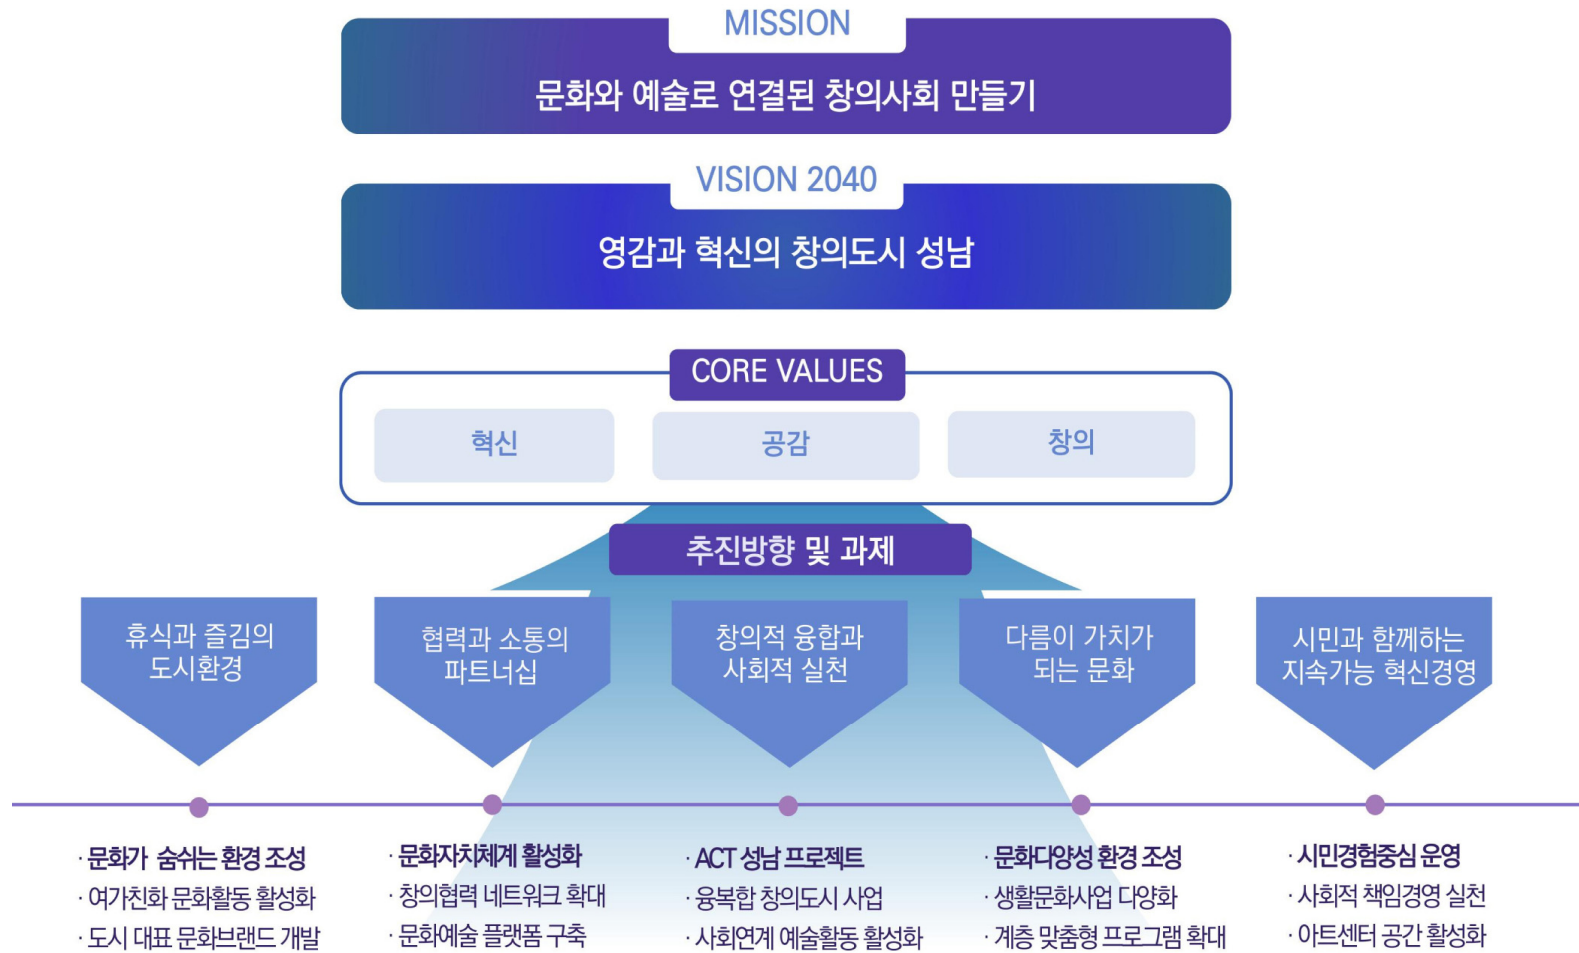 MISSION
문화와 예술로 연결된 창의사회 만들기
VISION 2040
영감과 혁신의 창의도시 성남
CORE VALUES
혁신
공감
창의
추진방향 및 과제
휴식과 즐김의
도시환경
협력과 소통의
파트너십
창의적 융합과
사회적 실천
다름이 가치가
되는 문화
시민과 함께하는
지속가능 혁신경영
· 문화가 숨쉬는 환경 조성
· 여가친화 문화활동 활성화
· 도시 대표 문화브랜드 개발
· 문화자치체계 활성화
· 창의협력 네트워크 확대
· 문화예술 플랫폼 구축
· ACT 성남 프로젝트
· 융복합 창의도시 사업
· 사회연계 예술활동 활성화
· 문화다양성 환경 조성
· 생활문화사업 다양화
· 계층 맞춤형 프로그램 확대
· 시민경험중심 운영
· 사회적 책임경영 실천
· 아트센터 공간 활성화